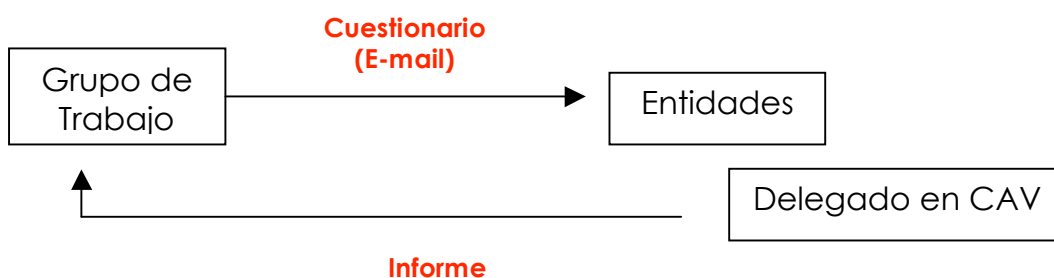 Cuestionario
(E-mail)
Grupo de
Trabajo
Entidades
Delegado en CAV
Informe